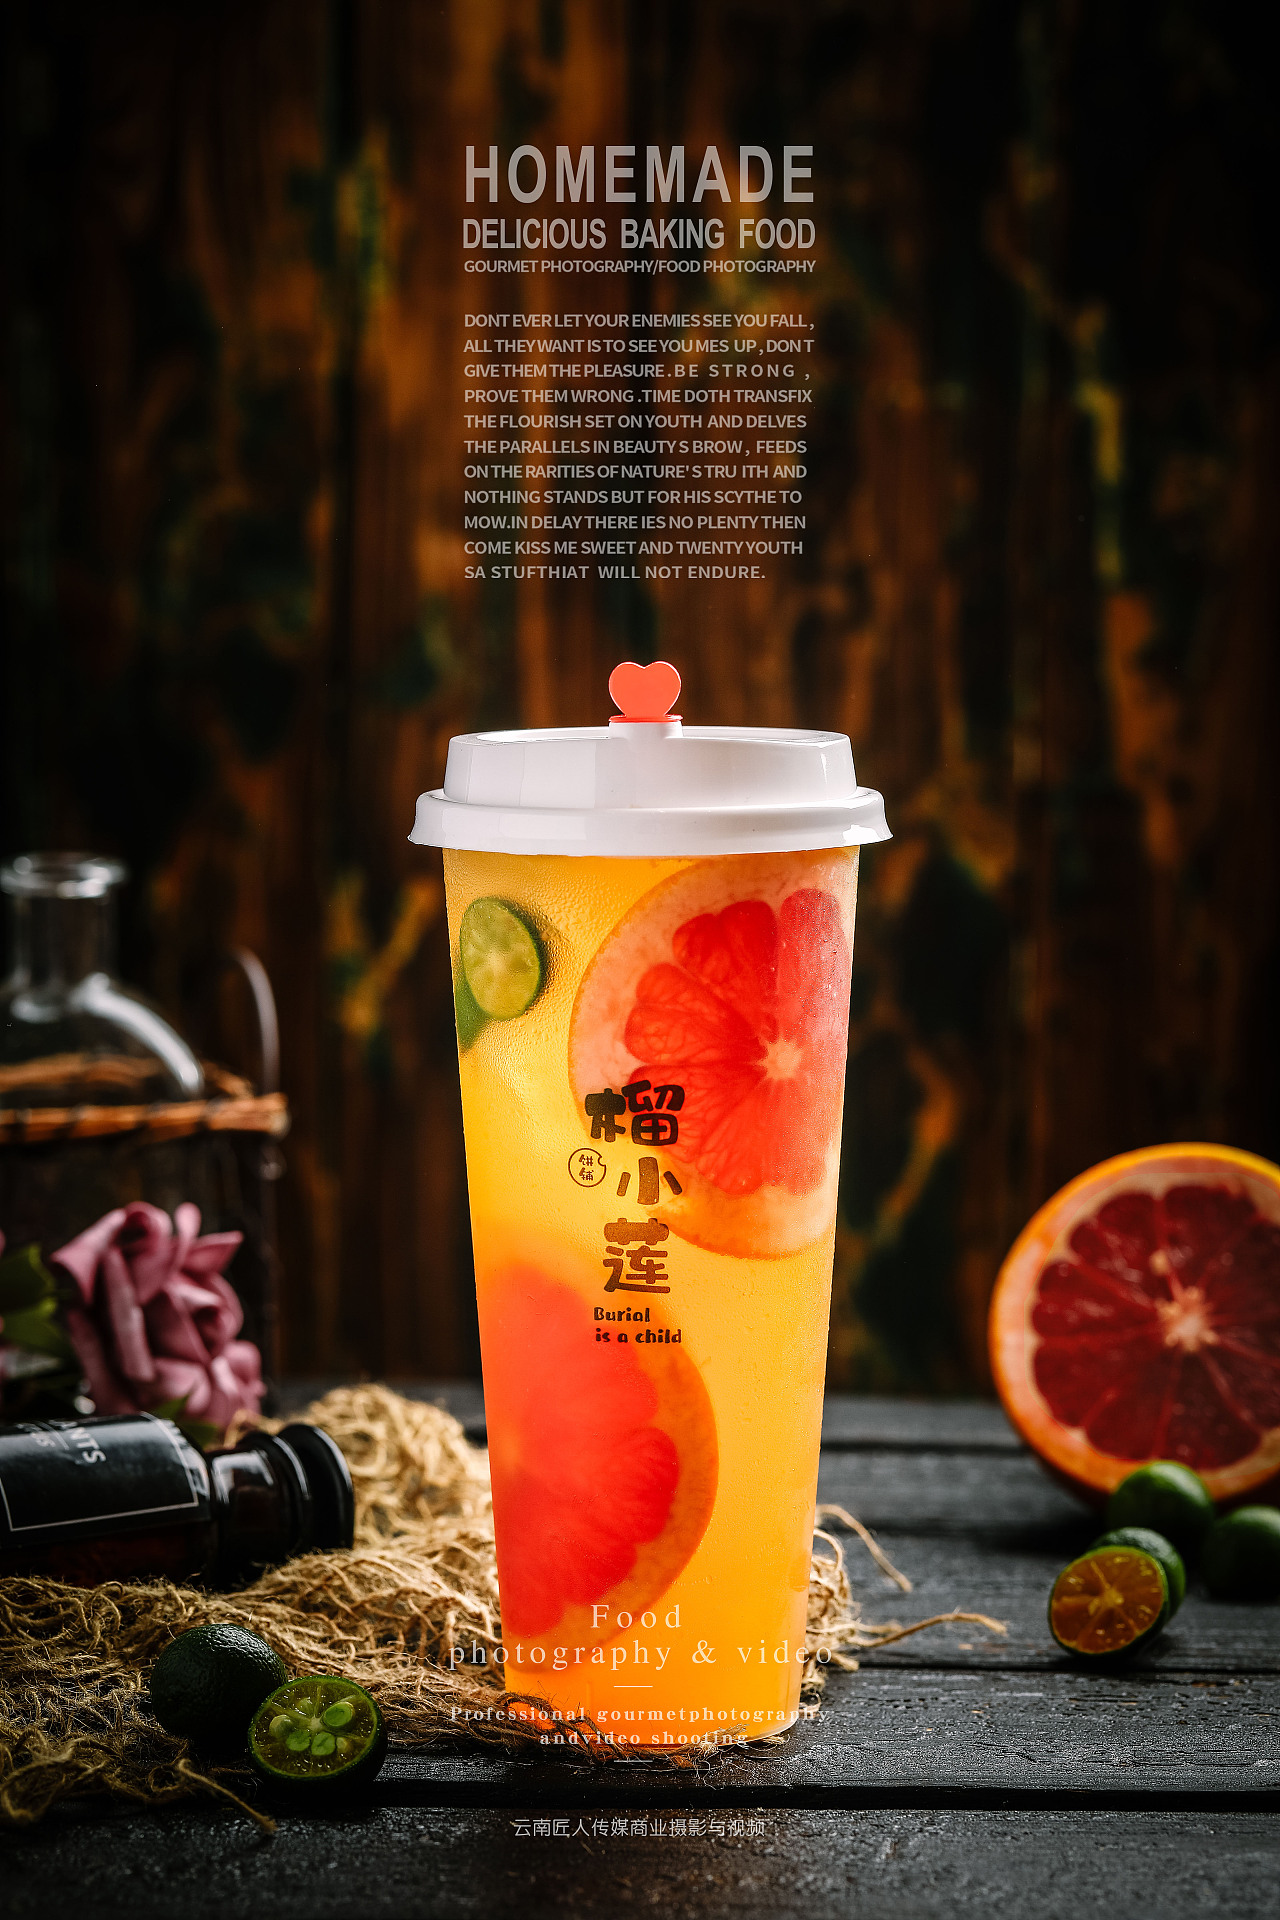 HOMEMADE
DELICIOUS BAKING FOOD
GOURMET PHOTOGRAPHY/FOOD PHOTOGRAPHY
DONT EVER LET YOUR ENEMIES SEE YOU FALL ,
ALL THEY WANT IS TO SEE YOU MES UP , DON T
GIVE THEM THE PLEASURE . BE STRONG ,
PROVE THEM WRONG .TIME DOTH TRANSFIX
THE FLOURISH SET ON YOUTH AND DELVES
THE PARALLELS IN BEAUTY S BROW , FEEDS
ON THE RARITIES OF NATURE' S TRU ITH AND
NOTHING STANDS BUT FOR HIS SCYTHE TO
MOW.IN DELAY THERE IES NO PLENTY THEN
COME KISS ME SWEET AND TWENTY YOUTH
SA STUFTHIAT WILL NOT ENDURE.
榴
小
莲
饼
铺
Burial
is a child
ANTS
Food
photography & video
Professional gourmetphotography
andvideo shooting
云南匠人传媒商业摄影与视频